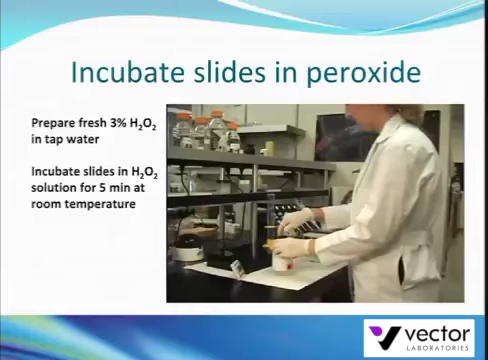 Incubate slides in peroxide
Prepare fresh 3% H₂O₂
in tap water
Incubate slides in H₂O₂
solution for 5 min at
room temperature
vector
LABORATORIES